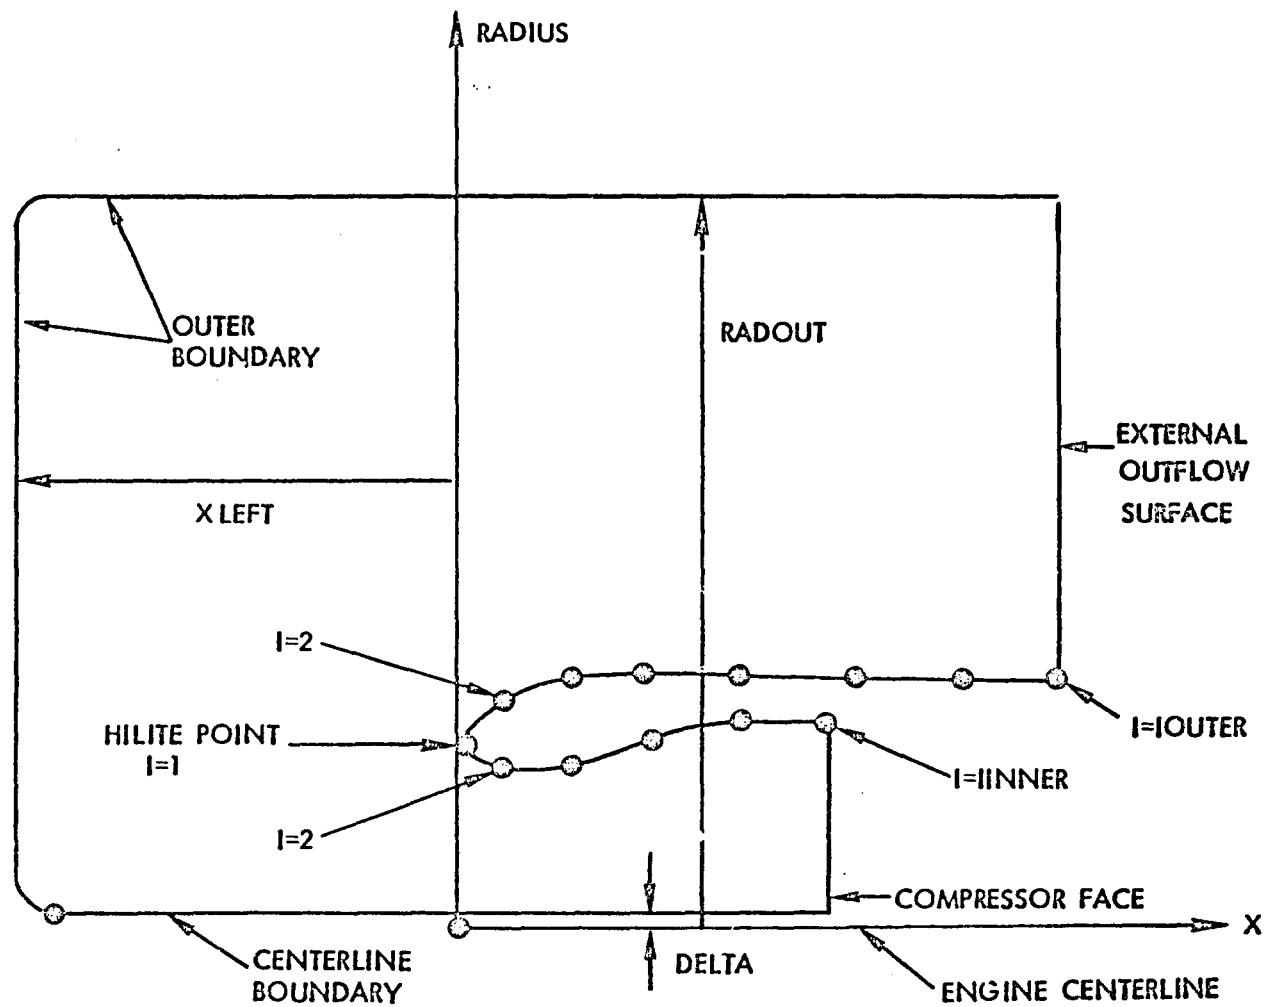 RADIUS
OUTER
BOUNDARY
RADOUT
EXTERNAL
OUTFLOW
SURFACE
X LEFT
I=2
HILITE POINT
I=1
I=IOUTER
I=IINNER
I=2
COMPRESSOR FACE
X
CENTERLINE
BOUNDARY
DELTA
ENGINE CENTERLINE